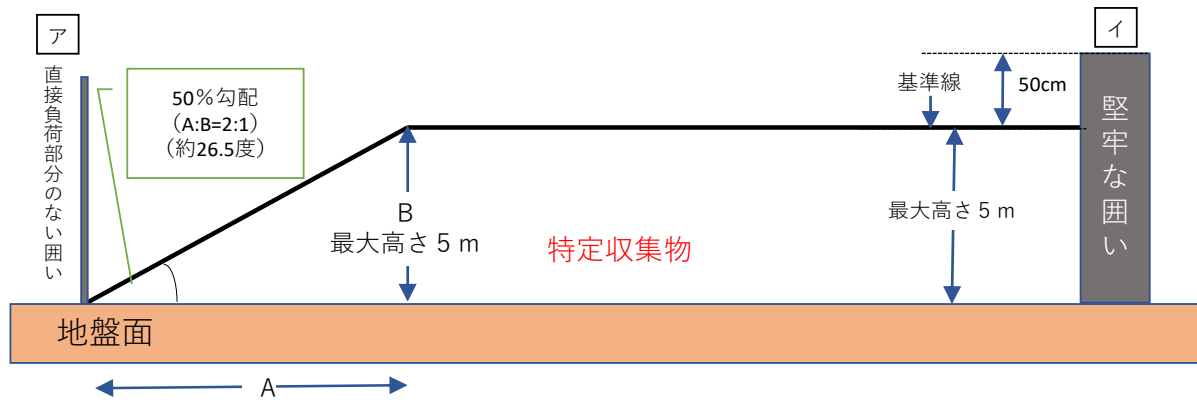 ア
直接負荷部分のない囲い
50%勾配
(A:B=2:1)
(約26.5度)
B
最大高さ5m
特定収集物
基準線
50cm
最大高さ5m
イ
堅牢な囲い
地盤面
A